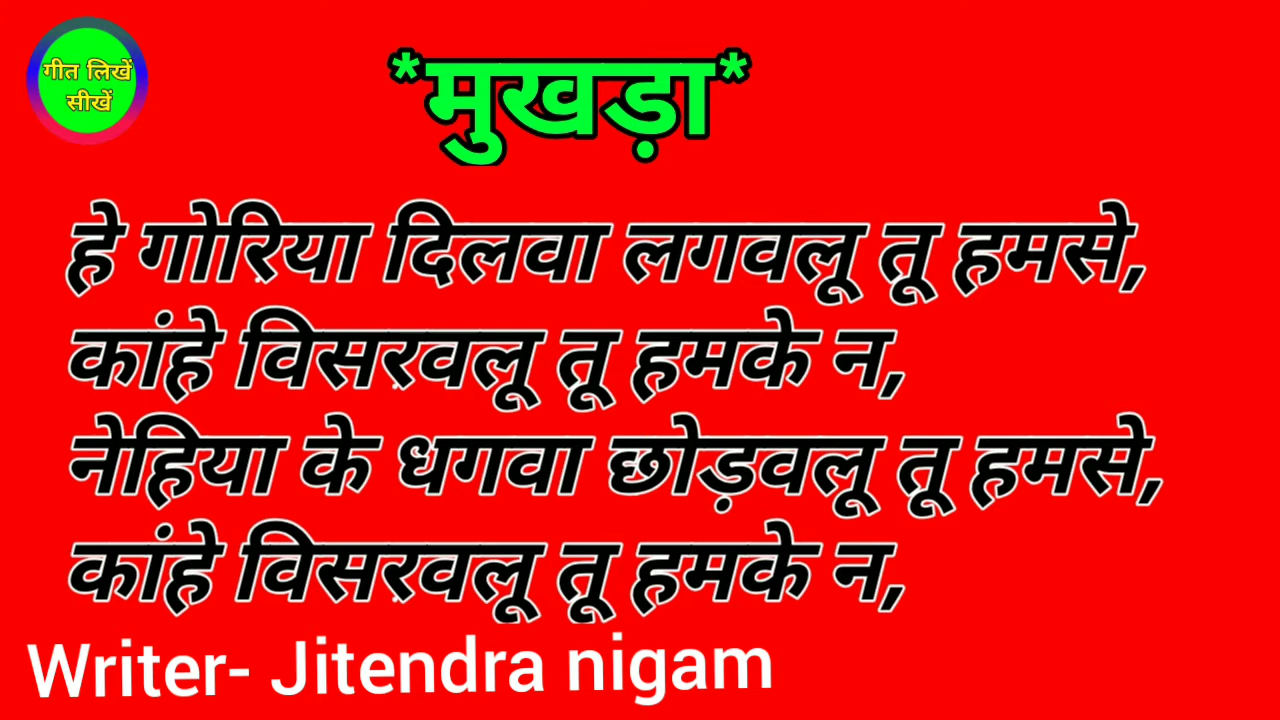 गीत लिखें
सीखें
*मुखड़ा*
हे गोरिया दिलवा लगवलू तू हमसे,
कांहे विसरवलू तू हमके न,
नेहिया के धगवा छोड़वलू तू हमसे,
कांहे विसरवलू तू हमके न,
Writer- Jitendra nigam